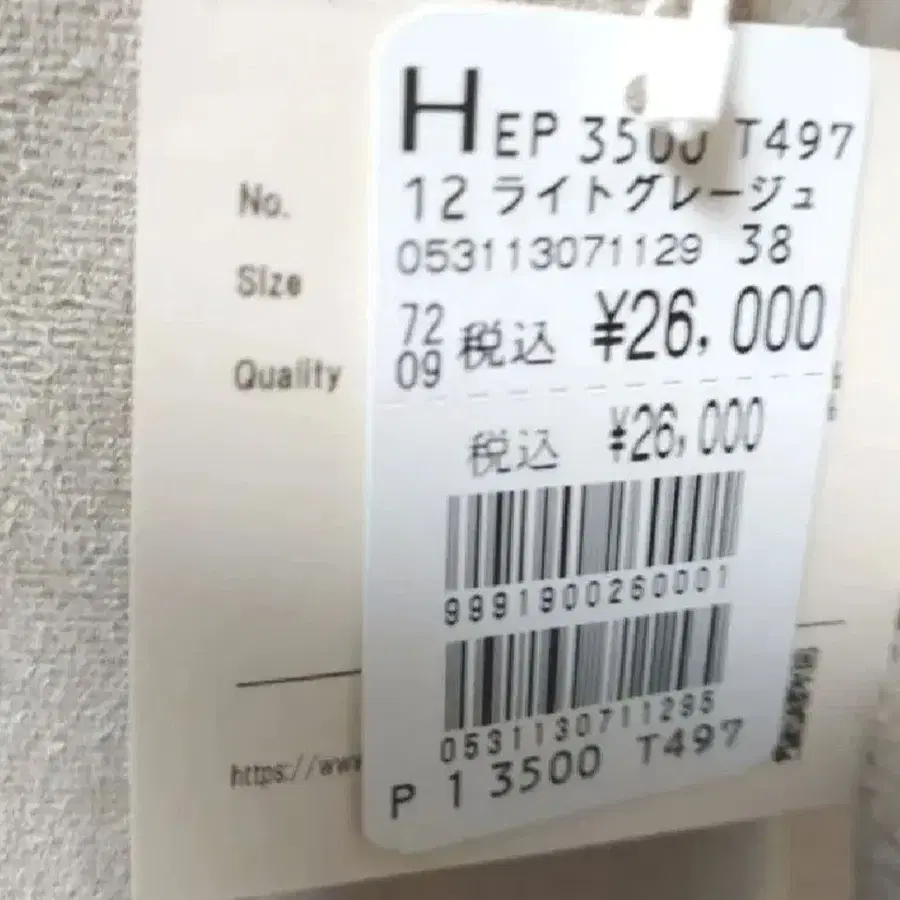 H EP 3500 T497
12 ライトグレージュ
053113071129 38
72
09 税込 ¥26,000
税込 ¥26,000
9991900260001
0531130711295
P 1 3500 T497
No.
Size
Quality
https://www